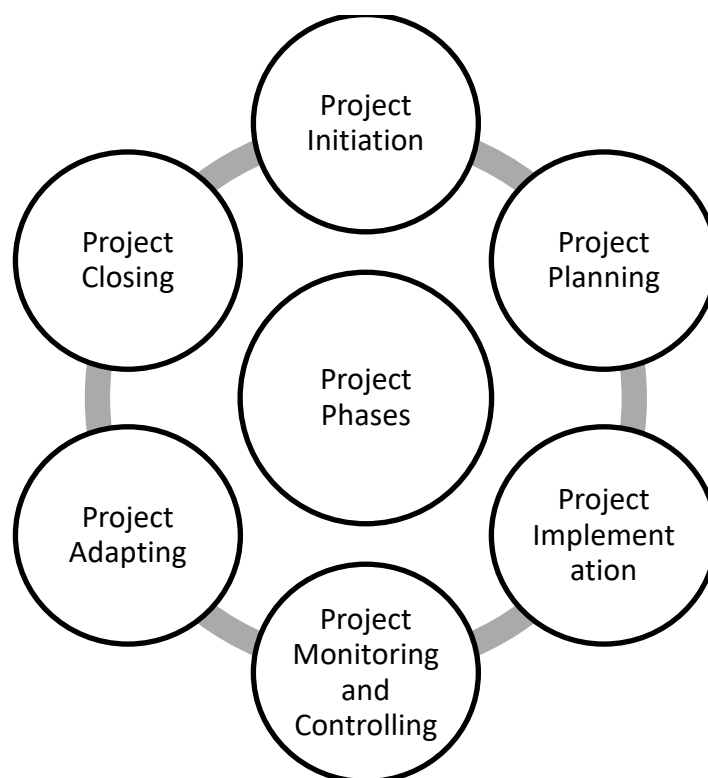 Project
Initiation
Project
Planning
Project
Implement
ation
Project
Monitoring
and
Controlling
Project
Adapting
Project
Closing
Project
Phases